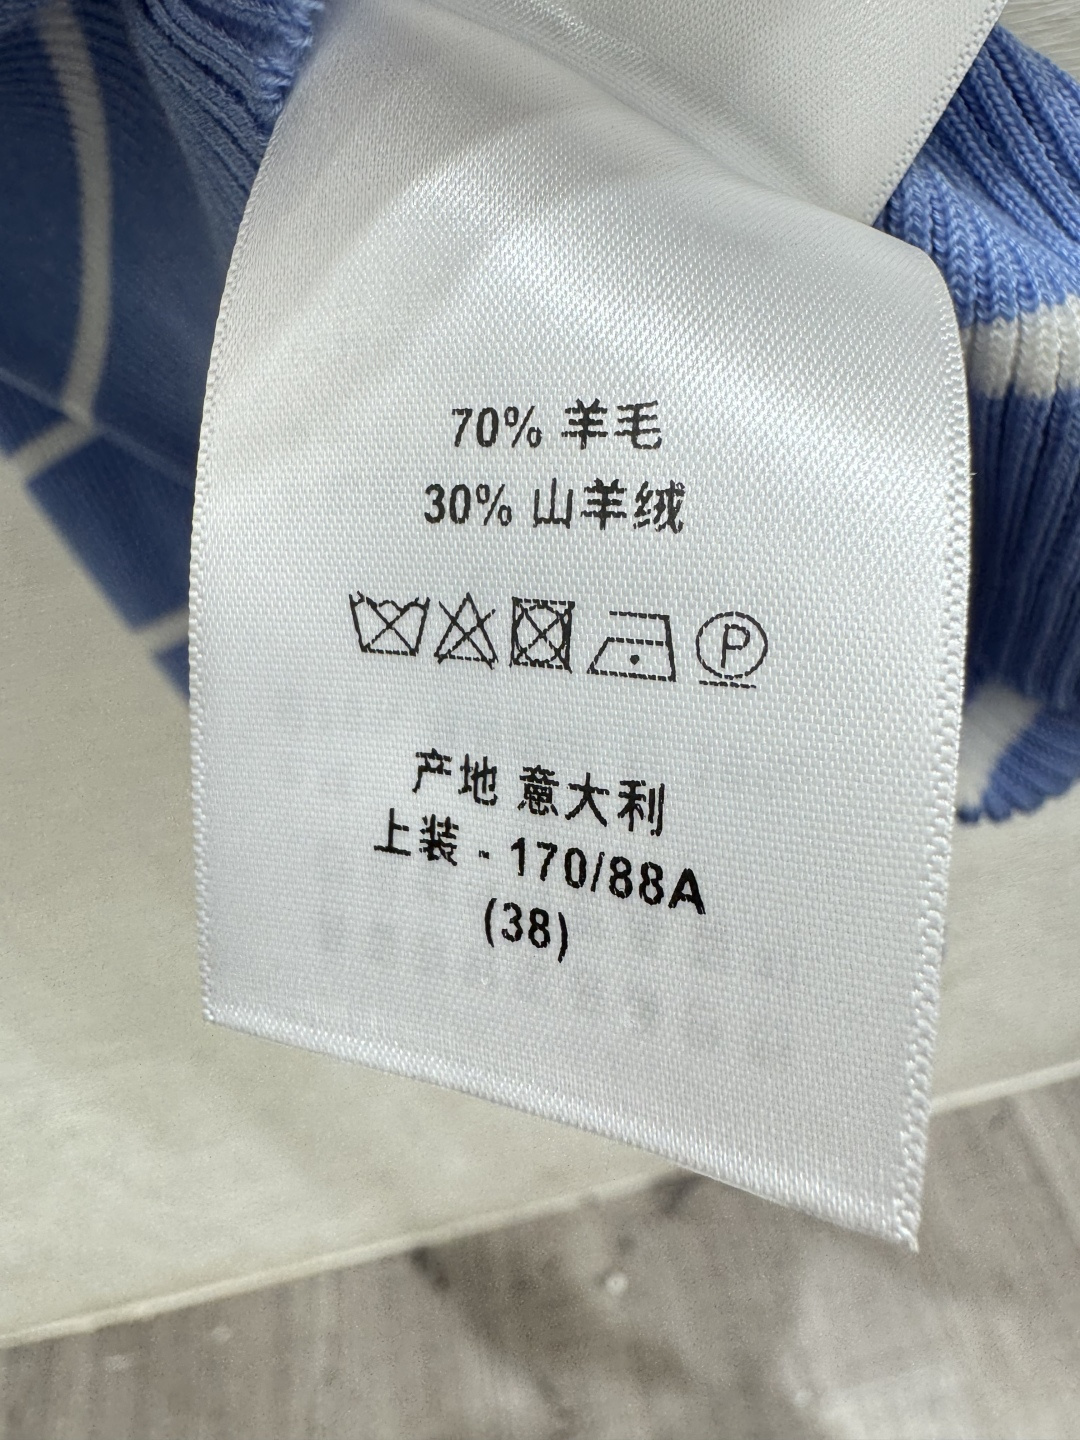 70% 羊毛
30% 山羊绒
P
产地 意大利
上装 - 170/88A
(38)